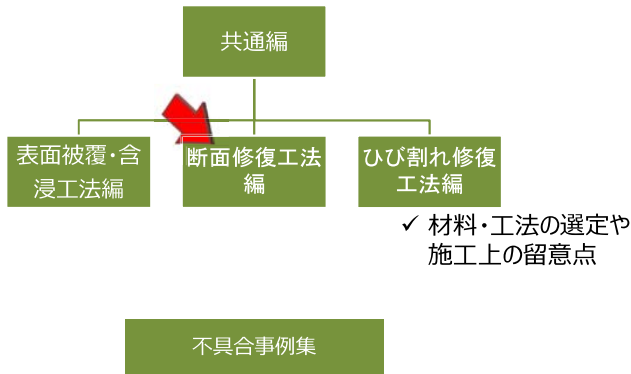 共通編
表面被覆・含
浸工法編
断面修復工法
編
ひび割れ修復
工法編
✓ 材料・工法の選定や
施工上の留意点
不具合事例集